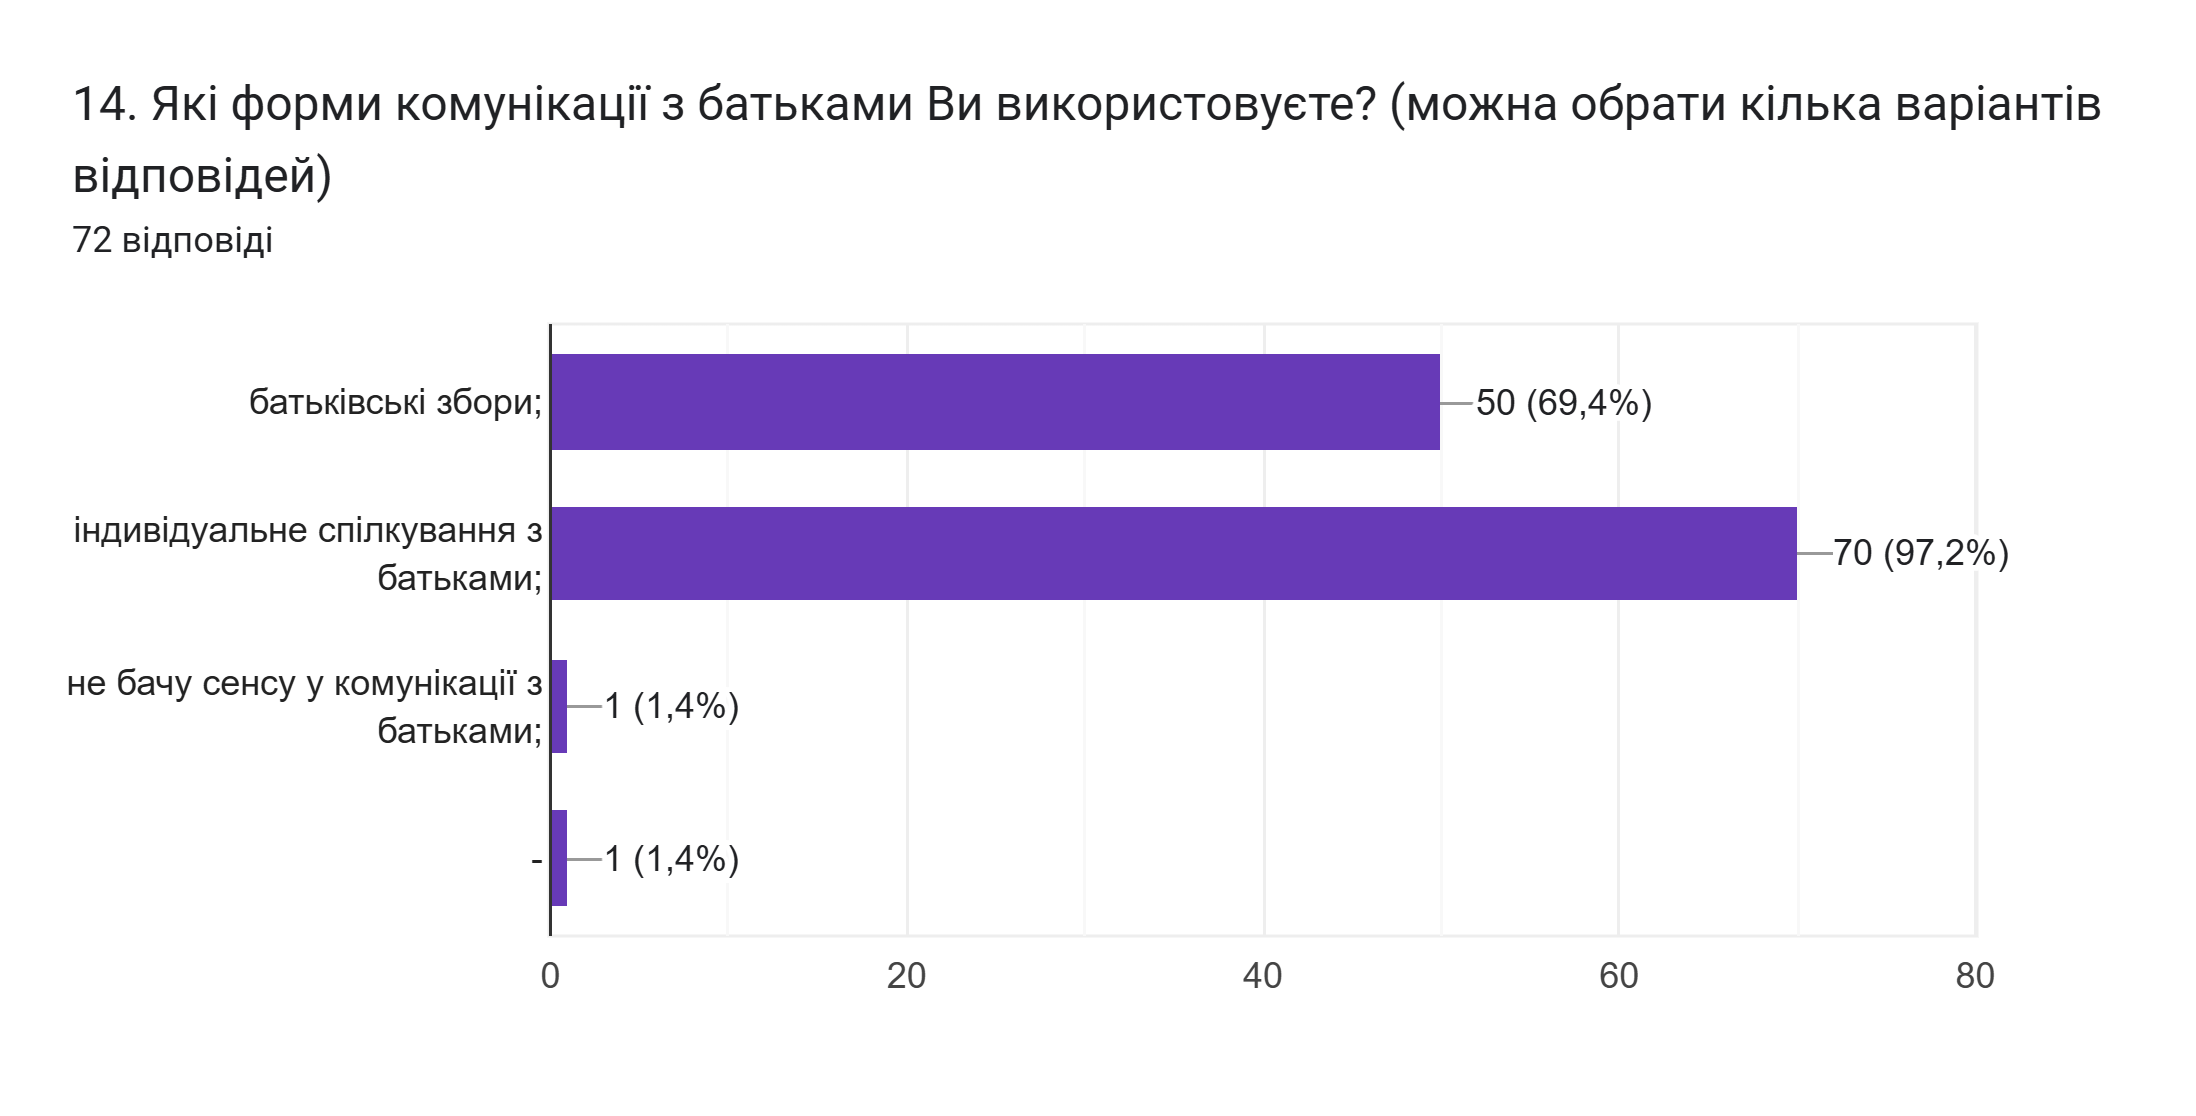 14. Які форми комунікації з батьками Ви використовуєте? (можна обрати кілька варіантів
відповідей)
72 відповіді
батьківські збори;
50 (69,4%)
індивідуальне спілкування з
батьками;
70 (97,2%)
не бачу сенсу у комунікації з
батьками;
1 (1,4%)
-
1 (1,4%)
0
20
40
60
80